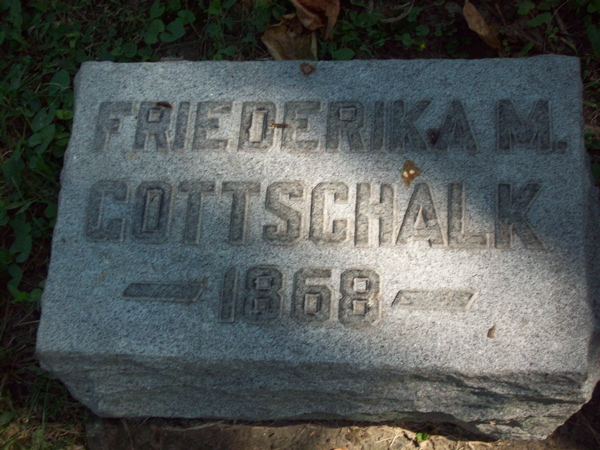 FRIEDERIKA M.
GOTTSCHALK
— 1868 —